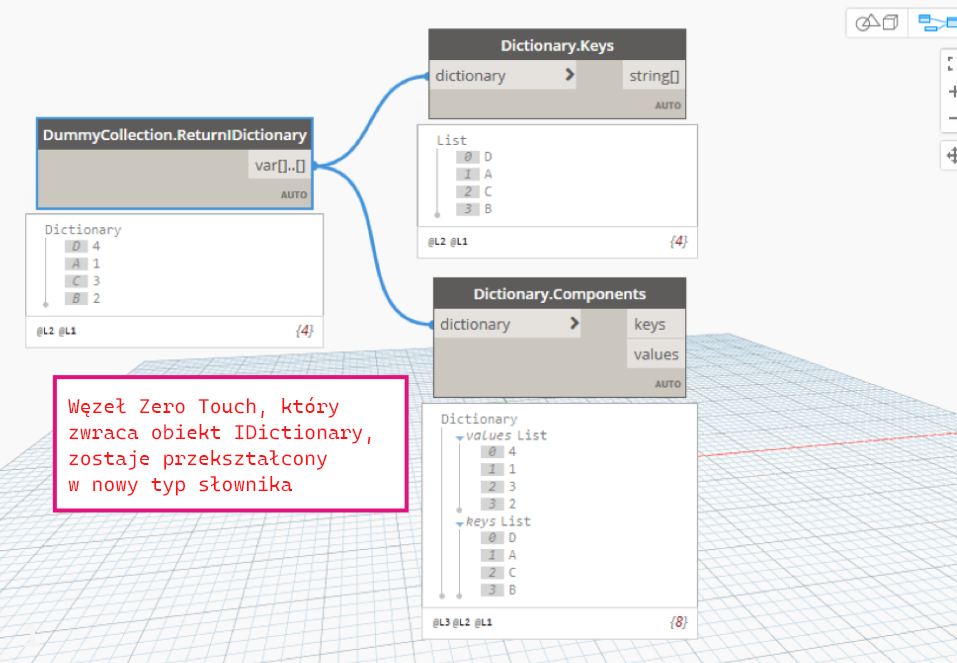 Dictionary.Keys
dictionary
string[]
AUTO
List
0 D
1 A
2 C
3 B
@L2 @L1
{4}
DummyCollection.ReturnIDictionary
var[]..[]
AUTO
Dictionary
D 4
A 1
C 3
B 2
@L2 @L1
{4}
Dictionary.Components
dictionary
keys
values
AUTO
Dictionary
values List
0 4
1 1
2 3
3 2
keys List
0 D
1 A
2 C
3 B
@L3 @L2 @L1
{8}
Węzeł Zero Touch, który
zwraca obiekt IDictionary,
zostaje przekształcony
w nowy typ słownika